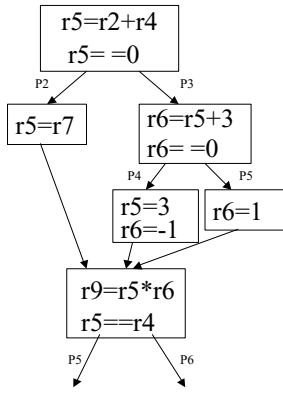 r5=r2+r4
r5= =0
P2
P3
r5=r7
r6=r5+3
r6= =0
P4
P5
r5=3
r6=-1
r6=1
r9=r5*r6
r5==r4
P5
P6